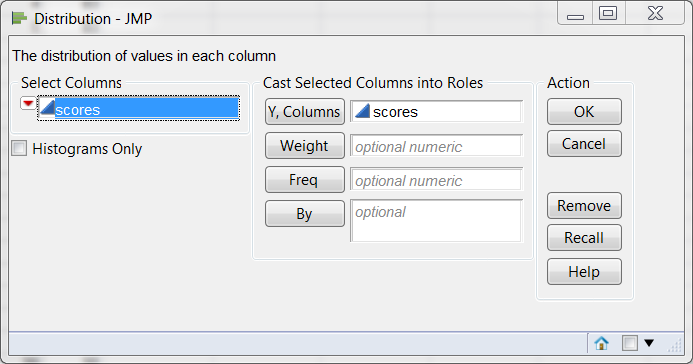 Distribution - JMP
The distribution of values in each column
Select Columns
scores
Histograms Only
Cast Selected Columns into Roles
Y, Columns
scores
Weight
optional numeric
Freq
optional numeric
By
optional
Action
OK
Cancel
Remove
Recall
Help